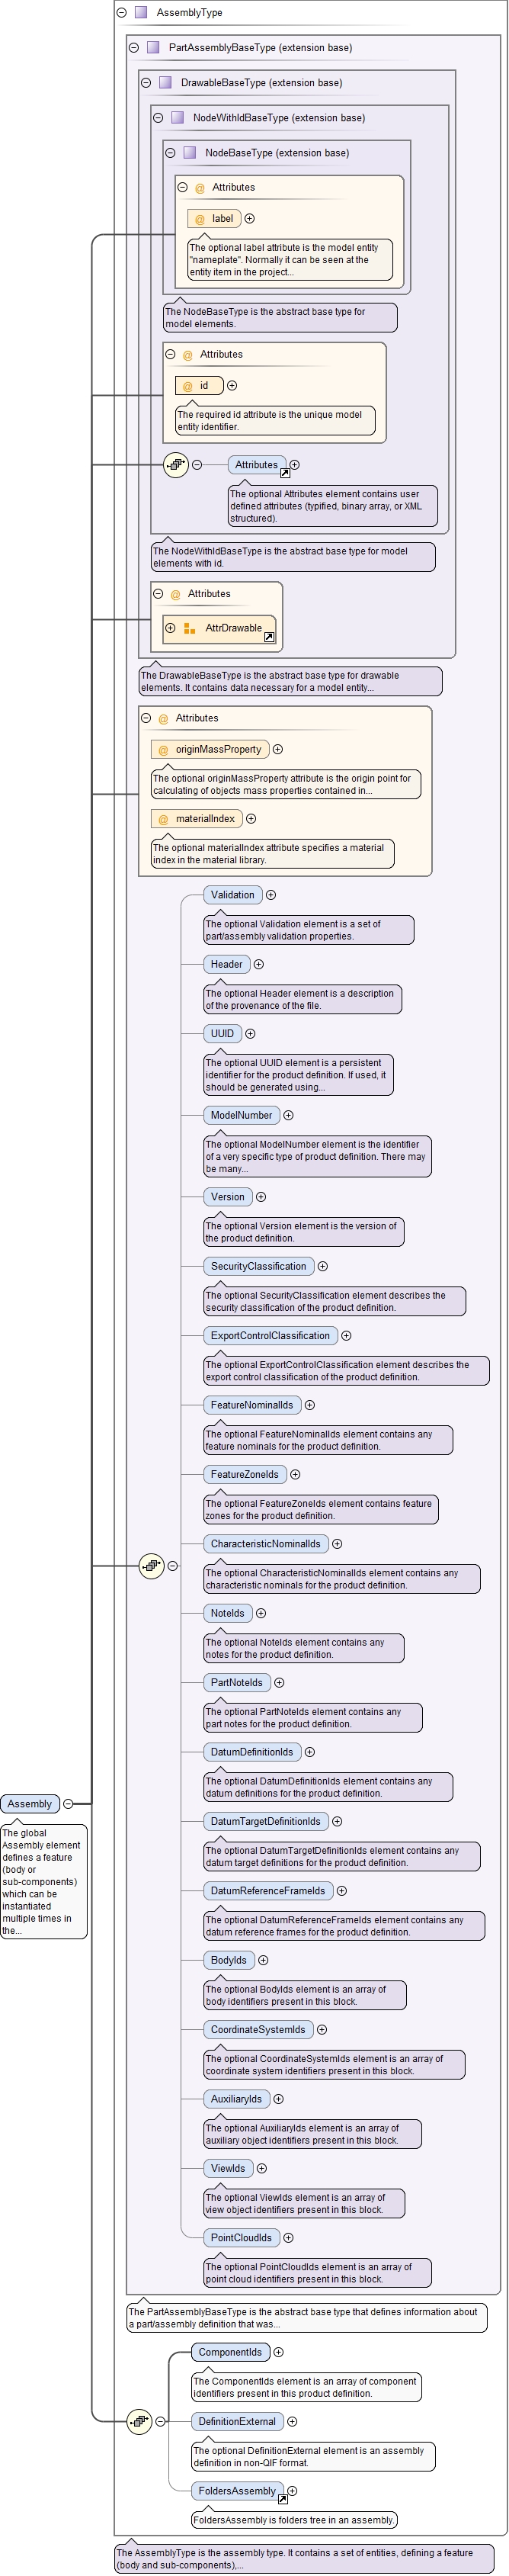 AssemblyType
PartAssemblyBaseType (extension base)
DrawableBaseType (extension base)
NodeWithIdBaseType (extension base)
NodeBaseType (extension base)
@ Attributes
@ label
The optional label attribute is the model entity
"nameplate". Normally it can be seen at the
entity item in the project...
The NodeBaseType is the abstract base type for
model elements.
@ Attributes
@ id
The required id attribute is the unique model
entity identifier.
Attributes
The optional Attributes element contains user
defined attributes (typified, binary array, or XML
structured).
The NodeWithIdBaseType is the abstract base type for model
elements with id.
@ Attributes
AttrDrawable
The DrawableBaseType is the abstract base type for drawable
elements. It contains data necessary for a model entity...
@ Attributes
@ originMassProperty
The optional originMassProperty attribute is the origin point for
calculating of objects mass properties contained in...
@ materialIndex
The optional materialIndex attribute specifies a material
index in the material library.
Validation
The optional Validation element is a set of
part/assembly validation properties.
Header
The optional Header element is a description
of the provenance of the file.
UUID
The optional UUID element is a persistent
identifier for the product definition. If used, it
should be generated using...
ModelNumber
The optional ModelNumber element is the identifier
of a very specific type of product definition. There may
be many...
Version
The optional Version element is the version of
the product definition.
SecurityClassification
The optional SecurityClassification element describes the
security classification of the product definition.
ExportControlClassification
The optional ExportControlClassification element describes the
export control classification of the product definition.
FeatureNominalIds
The optional FeatureNominalIds element contains any
feature nominals for the product definition.
FeatureZoneIds
The optional FeatureZoneIds element contains feature
zones for the product definition.
CharacteristicNominalIds
The optional CharacteristicNominalIds element contains any
characteristic nominals for the product definition.
NoteIds
The optional NoteIds element contains any
notes for the product definition.
PartNoteIds
The optional PartNoteIds element contains any
part notes for the product definition.
DatumDefinitionIds
The optional DatumDefinitionIds element contains any
datum definitions for the product definition.
DatumTargetDefinitionIds
The optional DatumTargetDefinitionIds element contains any
datum target definitions for the product definition.
DatumReferenceFrameIds
The optional DatumReferenceFrameIds element contains any
datum reference frames for the product definition.
BodyIds
The optional BodyIds element is an array of
body identifiers present in this block.
CoordinateSystemIds
The optional CoordinateSystemIds element is an array of
coordinate system identifiers present in this block.
AuxiliaryIds
The optional AuxiliaryIds element is an array of
auxiliary object identifiers present in this block.
ViewIds
The optional ViewIds element is an array of
view object identifiers present in this block.
PointCloudIds
The optional PointCloudIds element is an array of
point cloud identifiers present in this block.
The PartAssemblyBaseType is the abstract base type that defines information about
a part/assembly definition that was...
Assembly
The global
Assembly element
defines a feature
(body or
sub-components)
which can be
instantiated
multiple times in
the...
ComponentIds
The ComponentIds element is an array of component
identifiers present in this product definition.
DefinitionExternal
The optional DefinitionExternal element is an assembly
definition in non-QIF format.
FoldersAssembly
FoldersAssembly is folders tree in an assembly.
The AssemblyType is the assembly type. It contains a set of entities, defining a feature
(body and sub-components),...